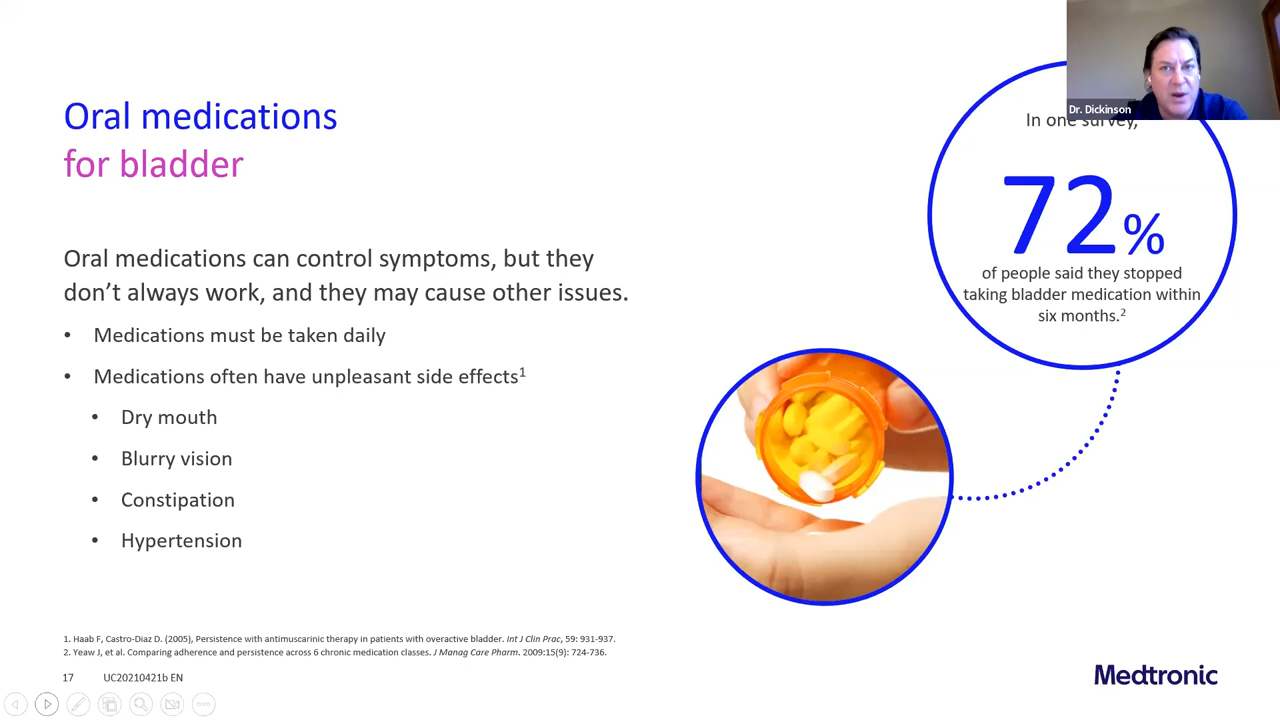 Oral medications
for bladder
Oral medications can control symptoms, but they
don't always work, and they may cause other issues.
• Medications must be taken daily
• Medications often have unpleasant side effects¹
• Dry mouth
• Blurry vision
• Constipation
• Hypertension
Dr. Dickinson
In one survey,
72%
of people said they stopped
taking bladder medication within
six months.²
1. Haab F, Castro-Diaz D. (2005), Persistence with antimuscarinic therapy in patients with overactive bladder. Int J Clin Prac, 59: 931-937.
2. Yeaw J, et al. Comparing adherence and persistence across 6 chronic medication classes. J Manag Care Pharm. 2009:15(9): 724-736.
17 UC20210421b EN
Medtronic